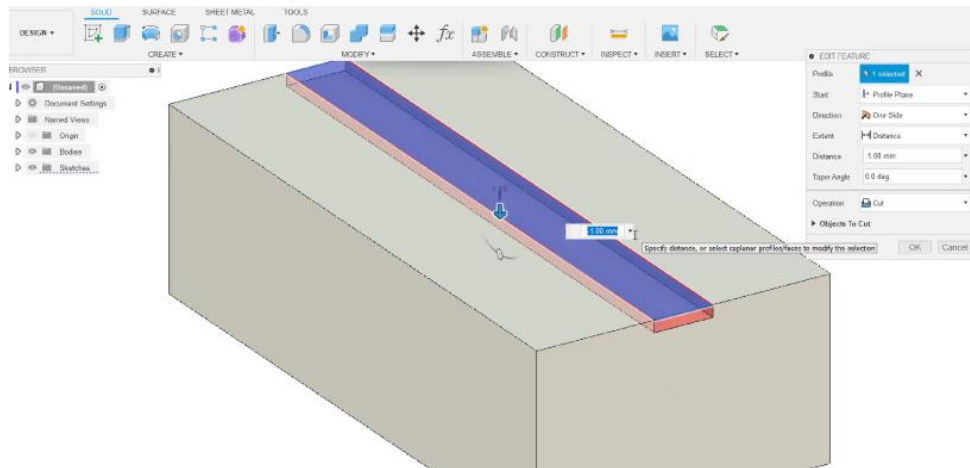 SOLID SURFACE SHEET METAL TOOLS
DESIGN
CREATE MODIFY ASSEMBLE CONSTRUCT INSPECT INSERT SELECT
BROWSER
(Unsaved)
Document Settings
Named Views
Origin
Bodies
Sketches
EDIT FEATURE
Profile 1 selected
Start Profile Plane
Direction One Side
Extent Distance
Distance -1.00 mm
Taper Angle 0.0 deg
Operation Cut
Objects To Cut
OK Cancel
-1.00 mm
Specify distance, or select coplanar profiles/faces to modify the selection